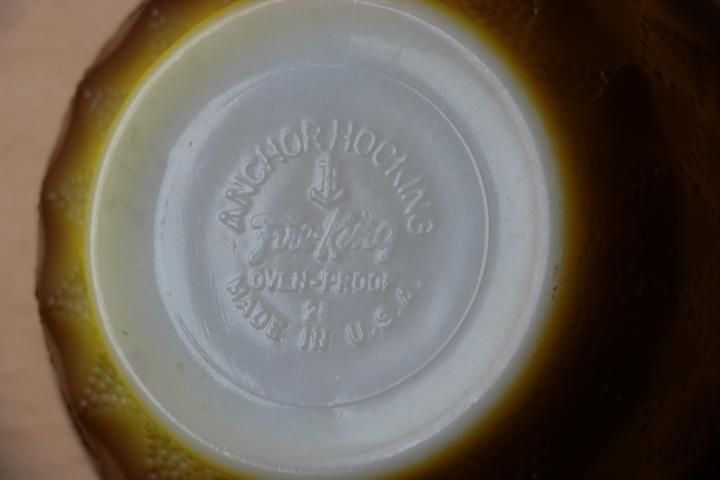 ANCHOR HOCKING
Fire-King
OVEN-PROOF
MADE IN U.S.A.